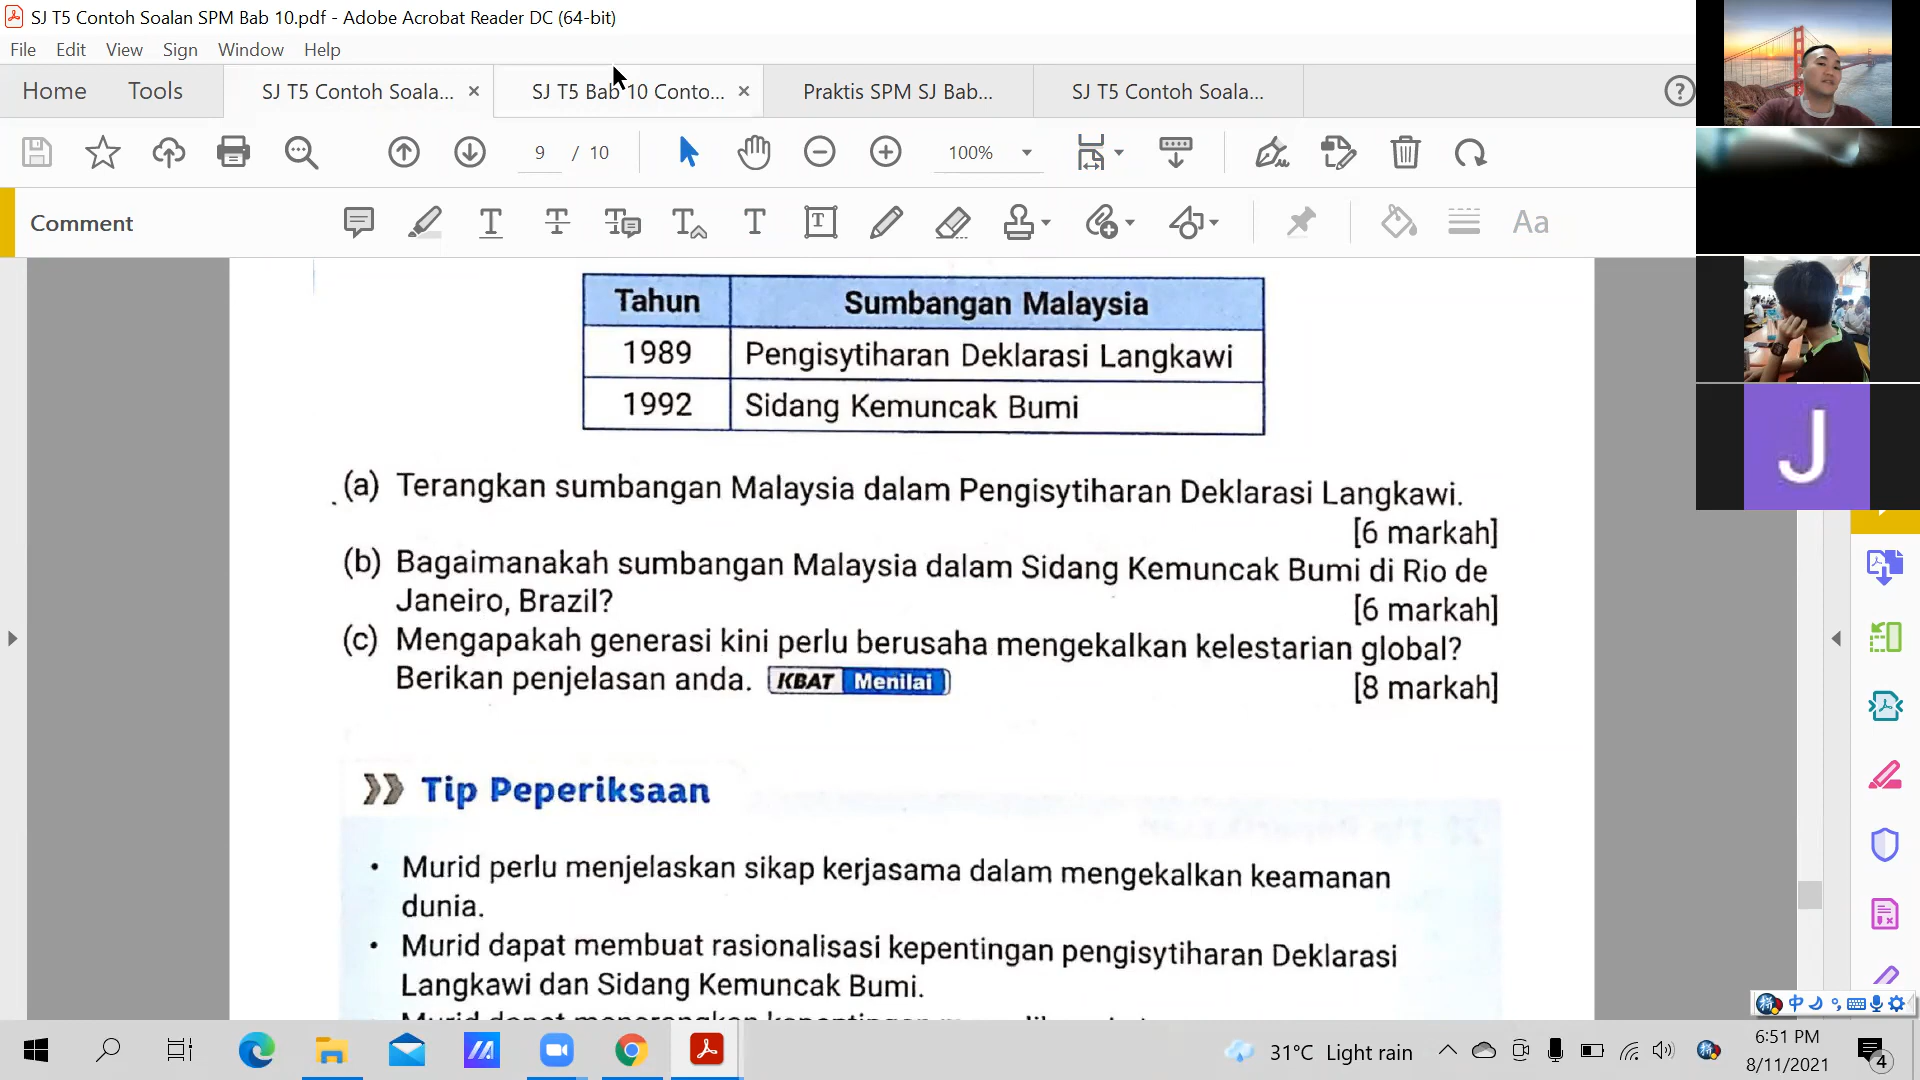 SJ T5 Contoh Soalan SPM Bab 10.pdf - Adobe Acrobat Reader DC (64-bit)
File Edit View Sign Window Help
Home Tools SJ T5 Contoh Soala... SJ T5 Bab 10 Conto... Praktis SPM SJ Bab... SJ T5 Contoh Soala...
9 / 10 100%
Comment
Aa
Tahun Sumbangan Malaysia
1989 Pengisytiharan Deklarasi Langkawi
1992 Sidang Kemuncak Bumi
(a) Terangkan sumbangan Malaysia dalam Pengisytiharan Deklarasi Langkawi.
[6 markah]
(b) Bagaimanakah sumbangan Malaysia dalam Sidang Kemuncak Bumi di Rio de
Janeiro, Brazil? [6 markah]
(c) Mengapakah generasi kini perlu berusaha mengekalkan kelestarian global?
Berikan penjelasan anda. KBAT Menilai [8 markah]
Tip Peperiksaan
• Murid perlu menjelaskan sikap kerjasama dalam mengekalkan keamanan
dunia.
• Murid dapat membuat rasionalisasi kepentingan pengisytiharan Deklarasi
Langkawi dan Sidang Kemuncak Bumi.
J
中
31°C Light rain
6:51 PM
8/11/2021
4